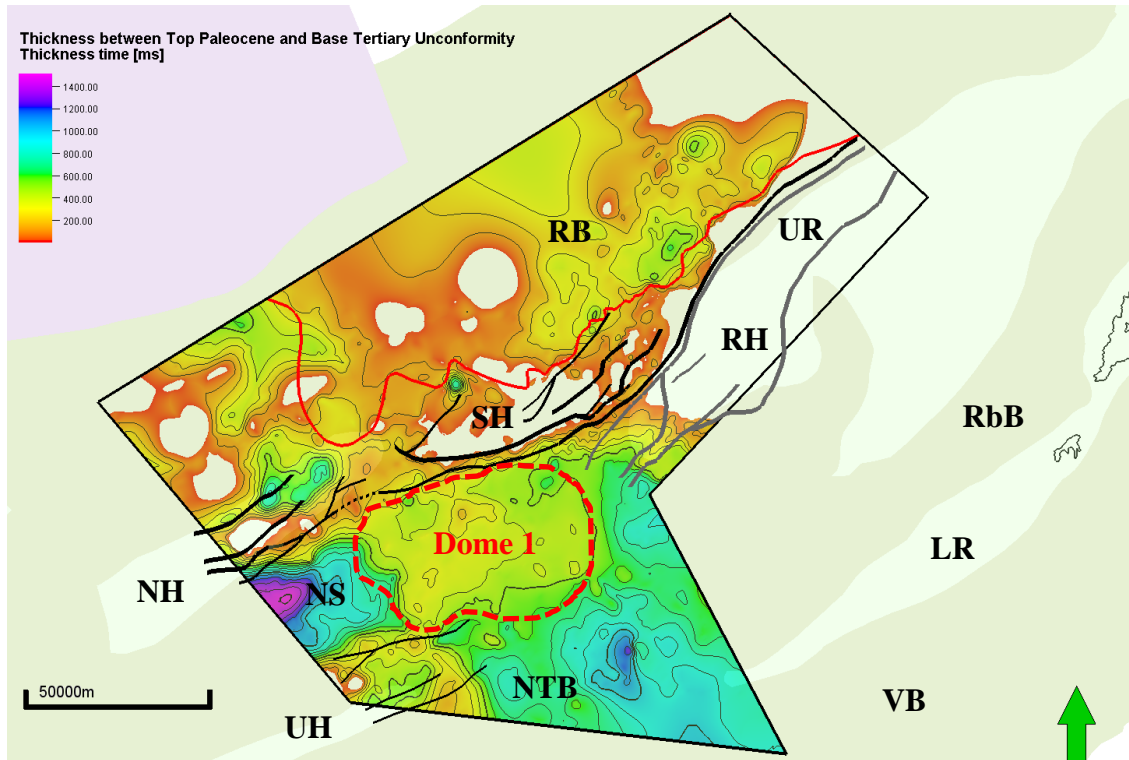 Thickness between Top Paleocene and Base Tertiary Unconformity
Thickness time [ms]
1400.00
1200.00
1000.00
800.00
600.00
400.00
200.00
RB
UR
RH
SH
RbB
Dome 1
LR
NH
NS
NTB
50000m
VB
UH